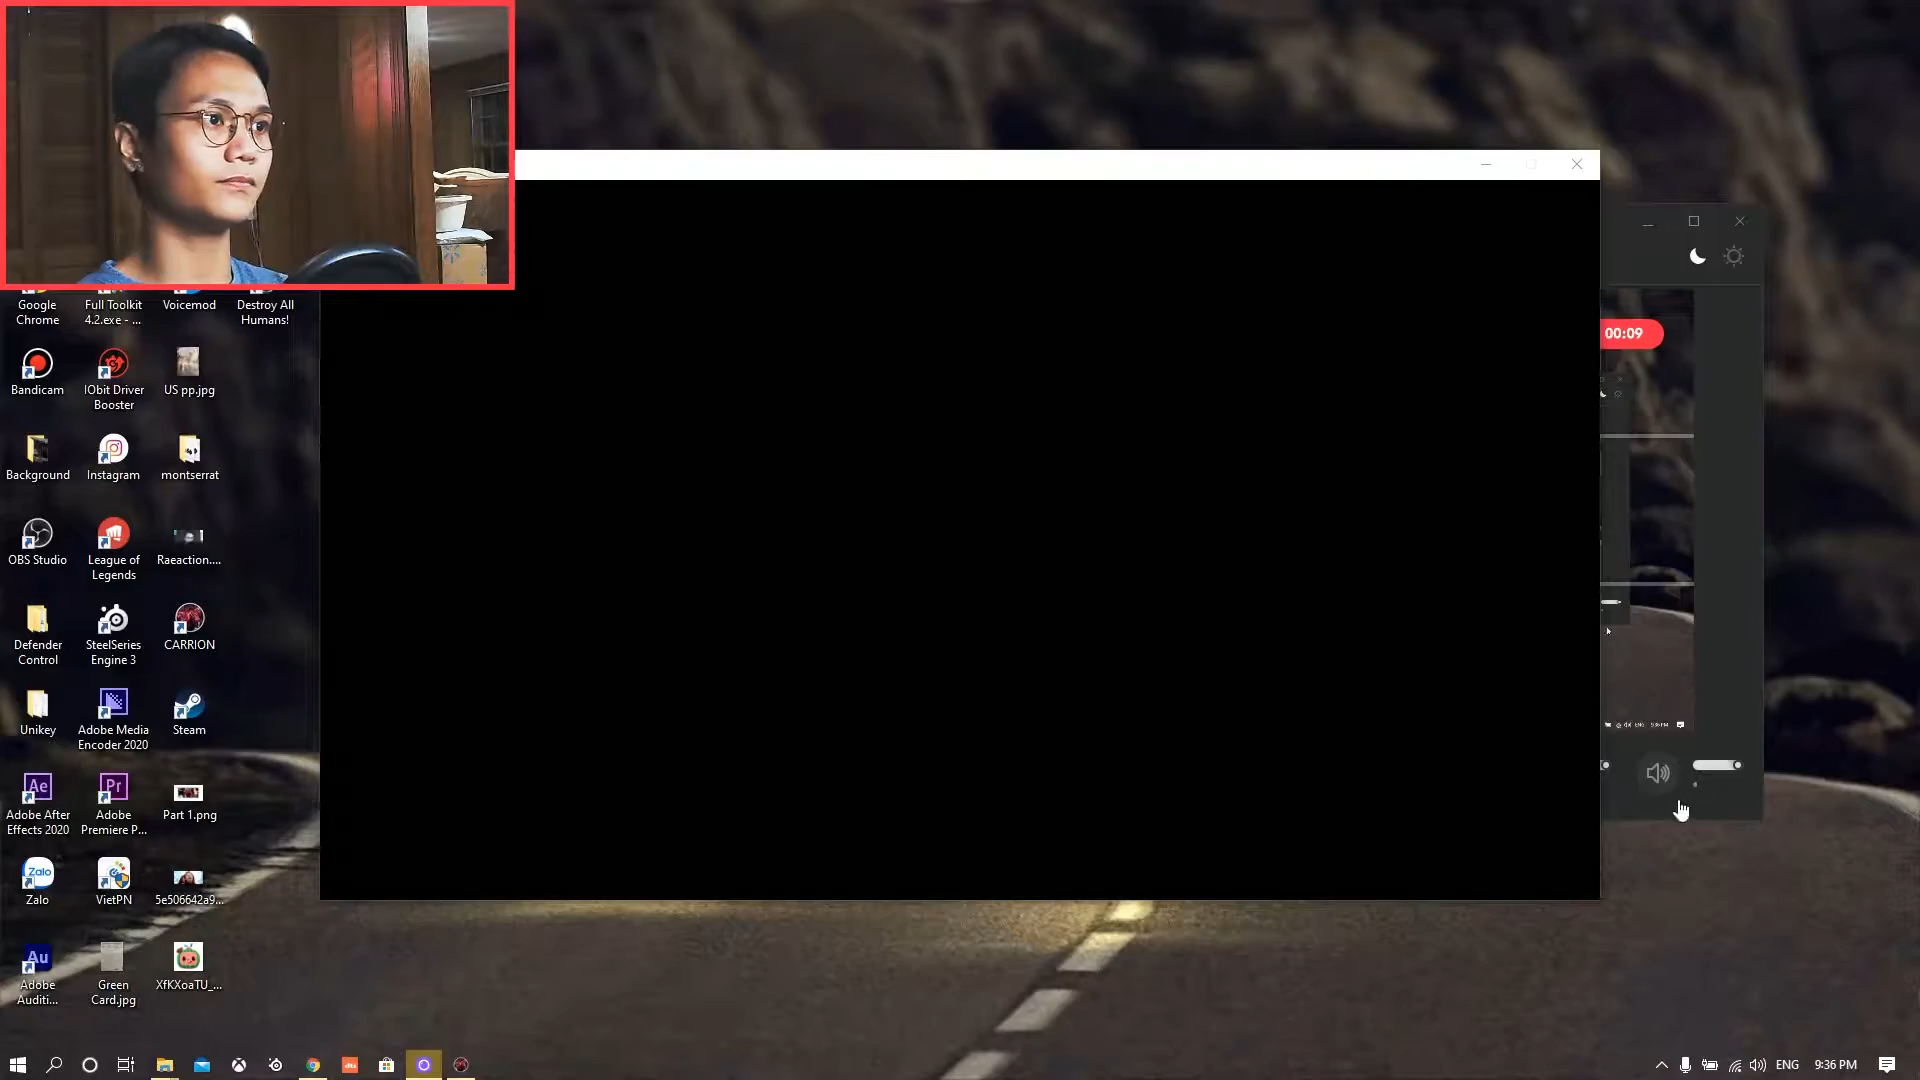 00:09
Google
Chrome
Full Toolkit
4.2.exe - ...
Voicemod
Destroy All
Humans!
Bandicam
IObit Driver
Booster
US pp.jpg
Background
Instagram
montserrat
OBS Studio
League of
Legends
Raeaction....
Defender
Control
SteelSeries
Engine 3
CARRION
Unikey
Adobe Media
Encoder 2020
Steam
Ae
Adobe After
Effects 2020
Pr
Adobe
Premiere P...
Part 1.png
Zalo
Zalo
VietPN
5e506642a9...
Au
Adobe
Auditi...
Green
Card.jpg
XfKXoaTU_...
dts
ENG
9:36 PM